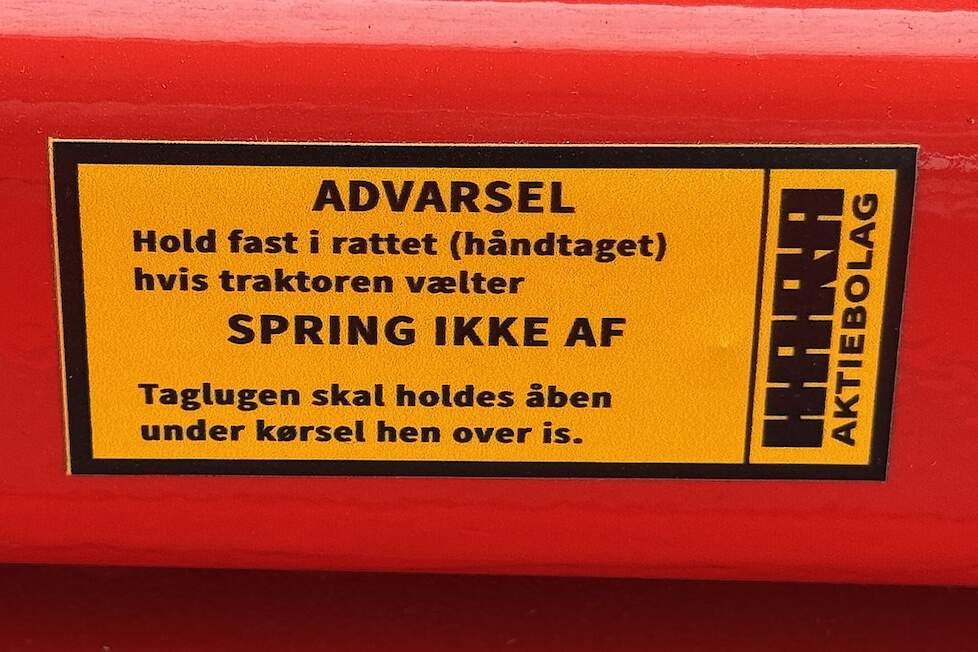 ADVARSEL
Hold fast i rattet (håndtaget)
hvis traktoren vælter
SPRING IKKE AF
Taglugen skal holdes åben
under kørsel hen over is.
HARA
AKTIEBOLAG